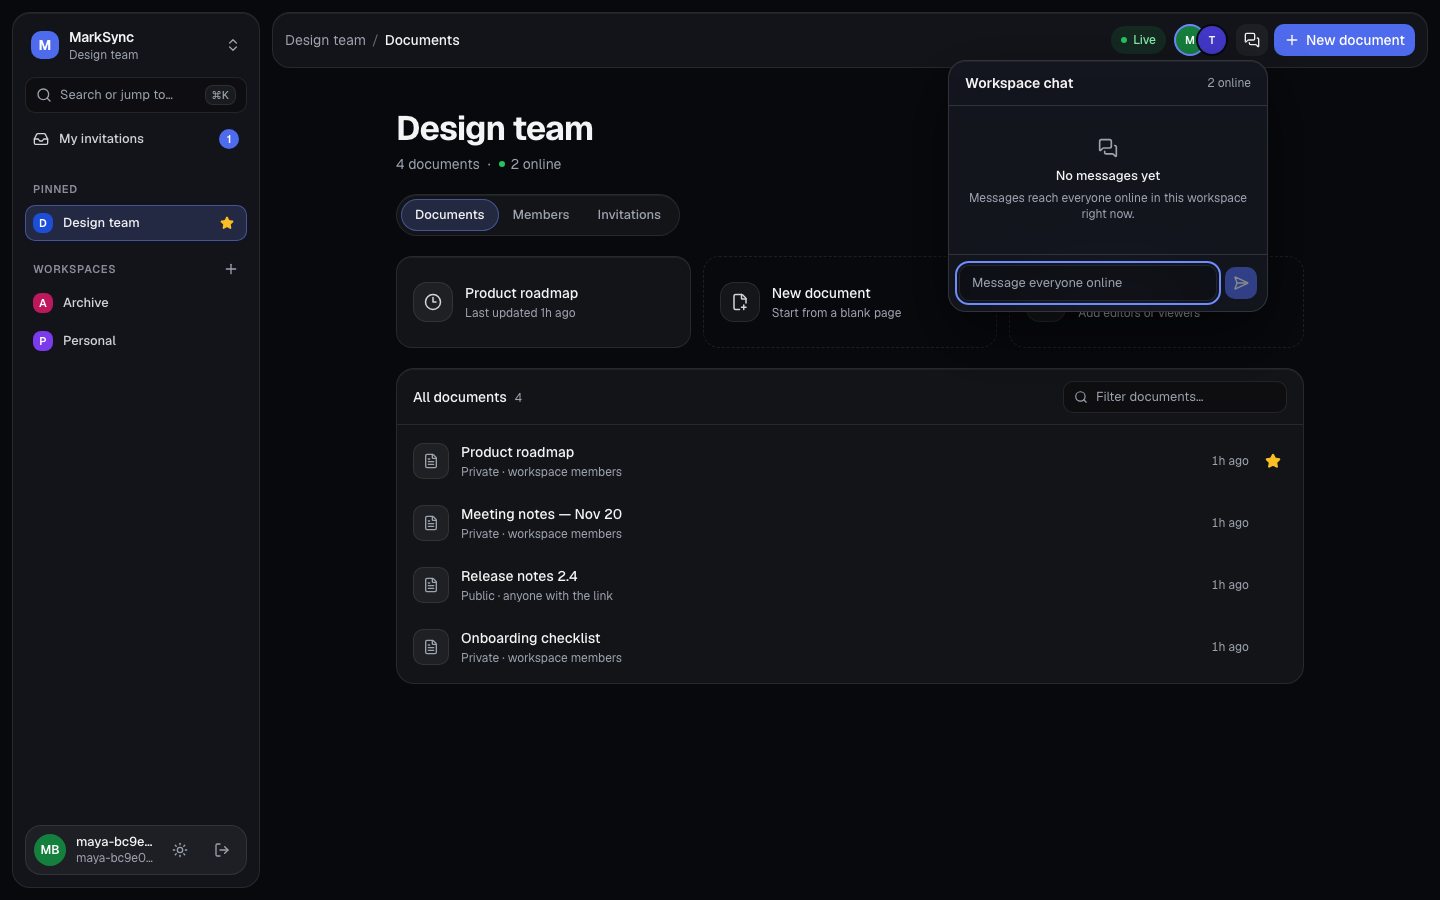 M
MarkSync
Design team
Search or jump to...
⌘K
My invitations
1
PINNED
D
Design team
WORKSPACES
A
Archive
P
Personal
MB
maya-bc9e...
maya-bc9e0...
Design team / Documents
Live
M
T
New document
Workspace chat
2 online
No messages yet
Messages reach everyone online in this workspace
right now.
Message everyone online
Design team
4 documents · 2 online
Documents
Members
Invitations
Product roadmap
Last updated 1h ago
New document
Start from a blank page
Add editors or viewers
All documents 4
Filter documents...
Product roadmap
Private · workspace members
1h ago
Meeting notes — Nov 20
Private · workspace members
1h ago
Release notes 2.4
Public · anyone with the link
1h ago
Onboarding checklist
Private · workspace members
1h ago